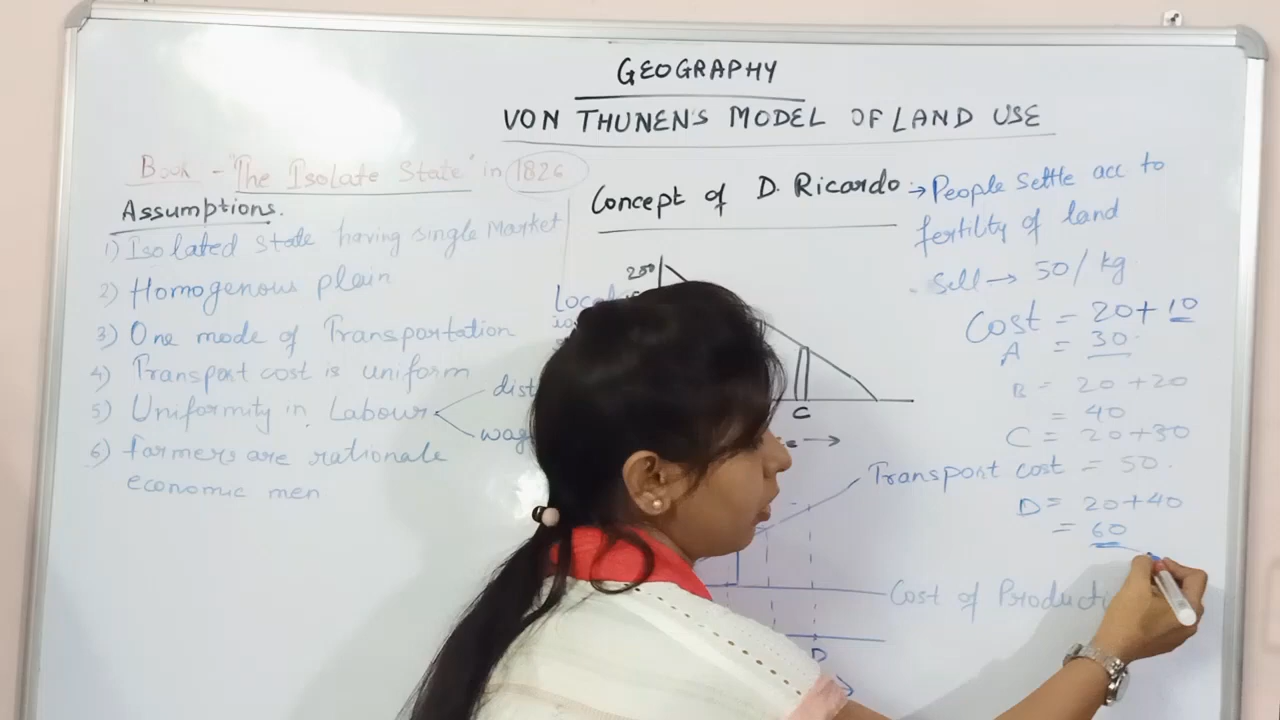 GEOGRAPHY
VON THUNEN'S MODEL OF LAND USE
Book - "The Isolate State" in 1826
Assumptions.
1) Isolated State having single Market
2) Homogenous plain
3) One mode of Transportation
4) Transport cost is uniform
5) Uniformity in Labour
6) farmers are rationale
economic men
Concept of D. Ricardo :→ People Settle acc to
fertility of land
Sell → 50/kg
250
C
Cost = 20+10
A = 30.
B = 20+20
= 40
C = 20+30
Transport cost = 50.
D = 20+40
= 60
Cost of
D